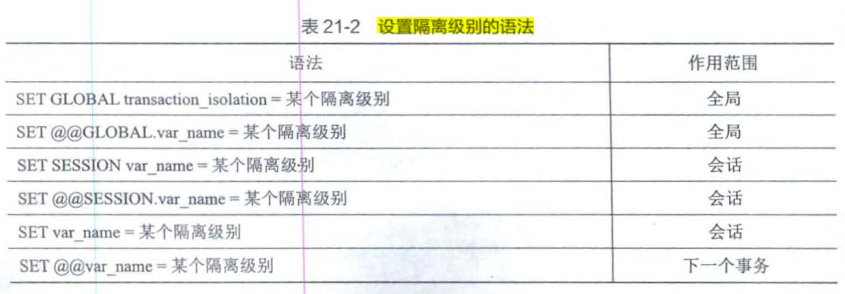 表 21-2 设置隔离级别的语法
语法 作用范围
SET GLOBAL transaction_isolation = 某个隔离级别 全局
SET @@GLOBAL.var_name = 某个隔离级别 全局
SET SESSION var_name = 某个隔离级别 会话
SET @@SESSION.var_name = 某个隔离级别 会话
SET var_name = 某个隔离级别 会话
SET @@var_name = 某个隔离级别 下一个事务